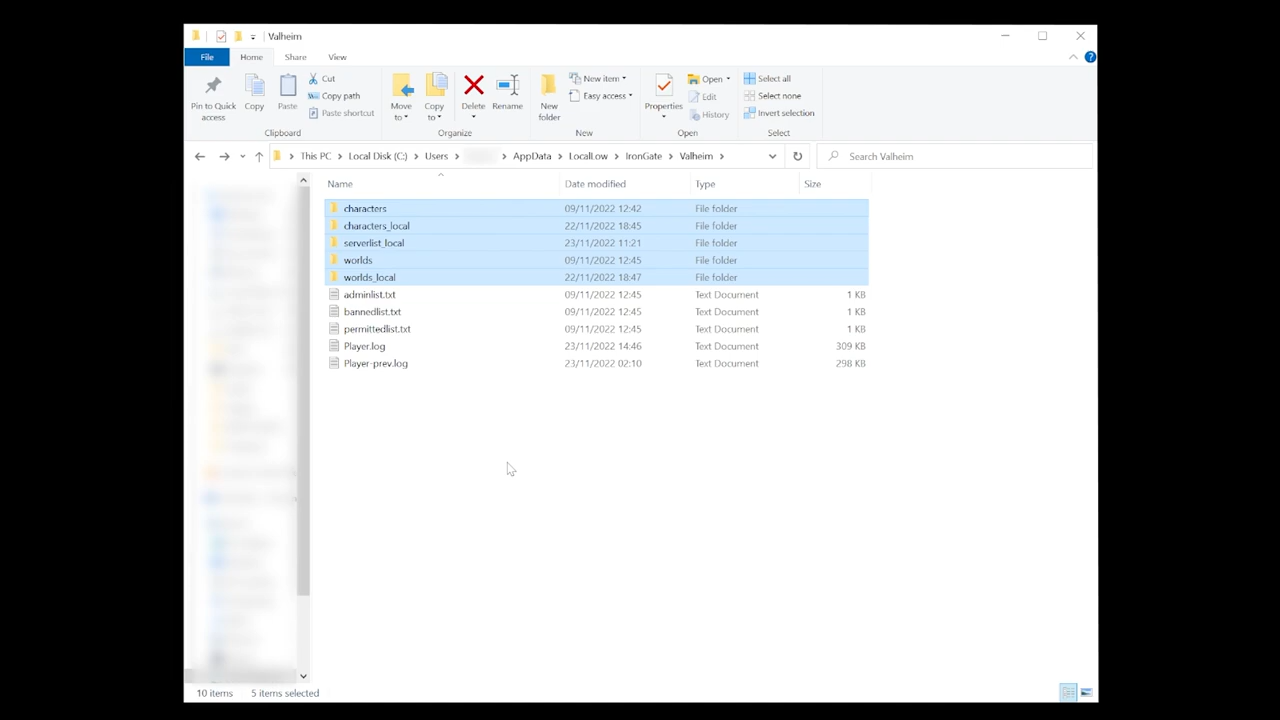 Valheim
File Home Share View
Pin to Quick access
Copy
Paste
Cut
Copy path
Paste shortcut
Clipboard
Move to
Copy to
Delete
Rename
Organize
New folder
New item
Easy access
New
Properties
Open
Edit
History
Open
Select all
Select none
Invert selection
Select
This PC > Local Disk (C:) > Users > > AppData > LocalLow > IronGate > Valheim >
Search Valheim
Name Date modified Type Size
characters 09/11/2022 12:42 File folder
characters_local 22/11/2022 18:45 File folder
serverlist_local 23/11/2022 11:21 File folder
worlds 09/11/2022 12:45 File folder
worlds_local 22/11/2022 18:47 File folder
adminlist.txt 09/11/2022 12:45 Text Document 1 KB
bannedlist.txt 09/11/2022 12:45 Text Document 1 KB
permittedlist.txt 09/11/2022 12:45 Text Document 1 KB
Player.log 23/11/2022 14:46 Text Document 309 KB
Player-prev.log 23/11/2022 02:10 Text Document 298 KB
10 items 5 items selected